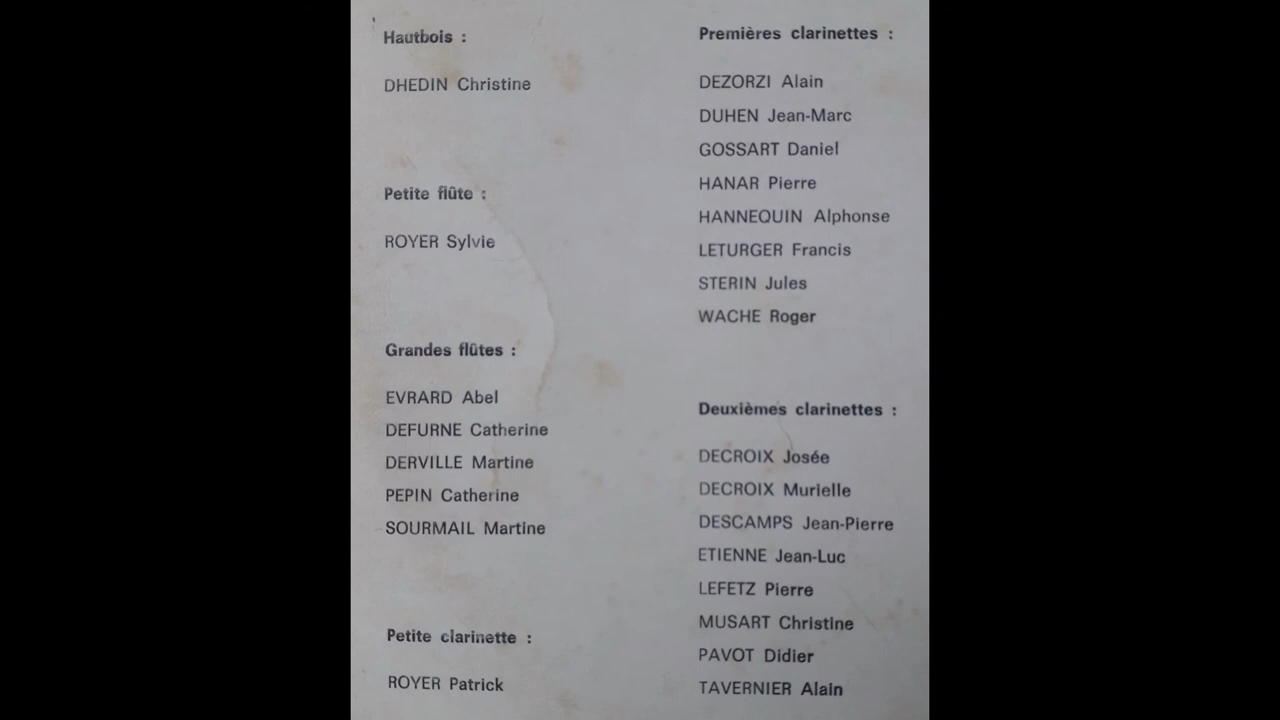 Hautbois :
DHEDIN Christine
Petite flûte :
ROYER Sylvie
Grandes flûtes :
EVRARD Abel
DEFURNE Catherine
DERVILLE Martine
PEPIN Catherine
SOURMAIL Martine
Petite clarinette :
ROYER Patrick
Premières clarinettes :
DEZORZI Alain
DUHEN Jean-Marc
GOSSART Daniel
HANAR Pierre
HANNEQUIN Alphonse
LETURGER Francis
STERIN Jules
WACHE Roger
Deuxièmes clarinettes :
DECROIX Josée
DECROIX Murielle
DESCAMPS Jean-Pierre
ETIENNE Jean-Luc
LEFETZ Pierre
MUSART Christine
PAVOT Didier
TAVERNIER Alain